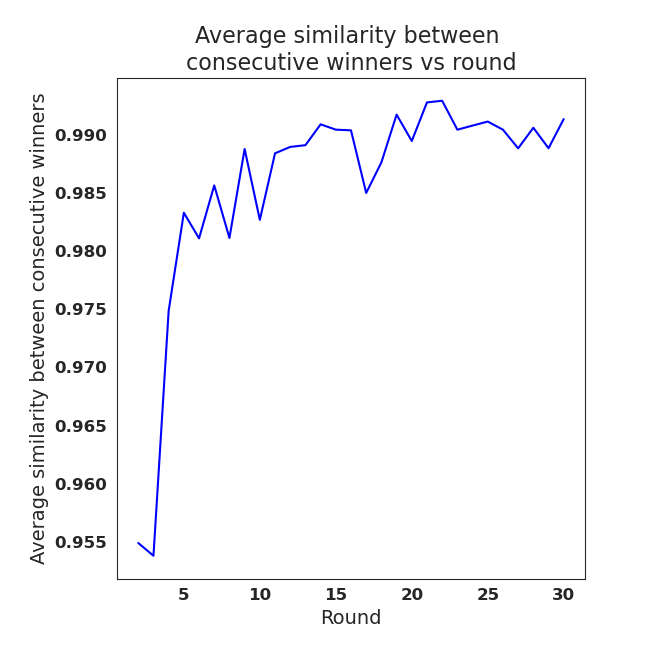 Average similarity between
consecutive winners vs round
Average similarity between consecutive winners
0.990
0.985
0.980
0.975
0.970
0.965
0.960
0.955
5 10 15 20 25 30
Round